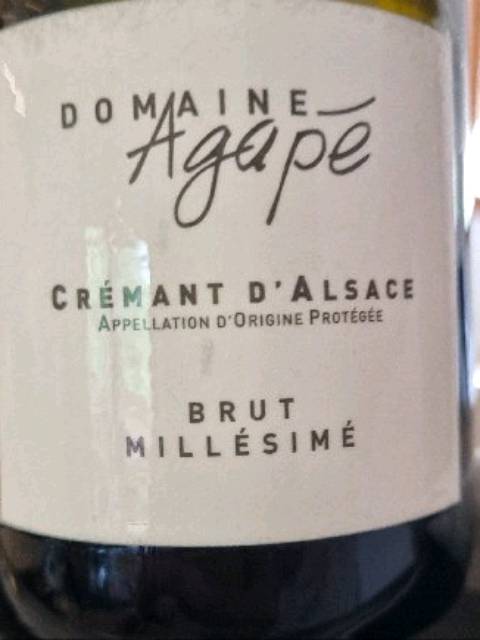 DOMAINE
Agapé
CRÉMANT D'ALSACE
APPELLATION D'ORIGINE PROTÉGÉE
BRUT
MILLÉSIMÉ